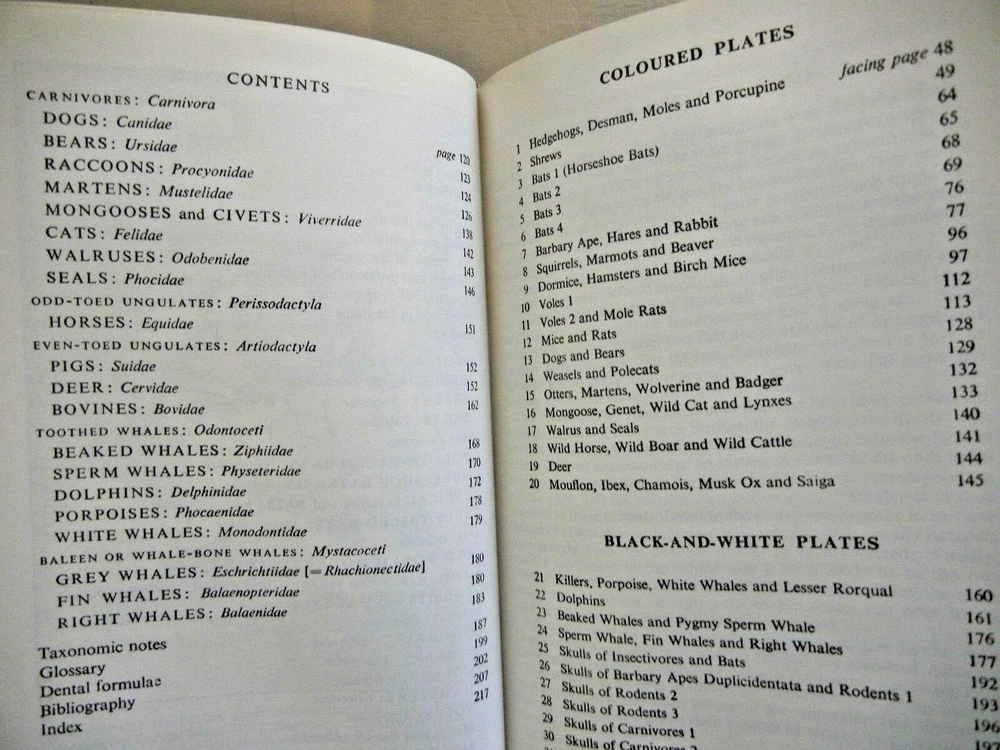 CONTENTS
CARNIVORES: Carnivora
DOGS: Canidae page 120
BEARS: Ursidae 123
RACCOONS: Procyonidae 124
MARTENS: Mustelidae 126
MONGOOSES and CIVETS: Viverridae 138
CATS: Felidae 142
WALRUSES: Odobenidae 143
SEALS: Phocidae 146
ODD-TOED UNGULATES: Perissodactyla
HORSES: Equidae 151
EVEN-TOED UNGULATES: Artiodactyla
PIGS: Suidae 152
DEER: Cervidae 152
BOVINES: Bovidae 162
TOOTHED WHALES: Odontoceti
BEAKED WHALES: Ziphiidae 168
SPERM WHALES: Physeteridae 170
DOLPHINS: Delphinidae 172
PORPOISES: Phocaenidae 178
WHITE WHALES: Monodontidae 179
BALEEN OR WHALE-BONE WHALES: Mystacoceti
GREY WHALES: Eschrichtiidae [=Rhachionectidae] 180
FIN WHALES: Balaenopteridae 180
RIGHT WHALES: Balaenidae 183
Taxonomic notes 187
Glossary 199
Dental formulae 202
Bibliography 207
Index 217
COLOURED PLATES
1 Hedgehogs, Desman, Moles and Porcupine facing page 48
2 Shrews 49
3 Bats 1 (Horseshoe Bats) 64
4 Bats 2 65
5 Bats 3 68
6 Bats 4 69
7 Barbary Ape, Hares and Rabbit 76
8 Squirrels, Marmots and Beaver 77
9 Dormice, Hamsters and Birch Mice 96
10 Voles 1 97
11 Voles 2 and Mole Rats 112
12 Mice and Rats 113
13 Dogs and Bears 128
14 Weasels and Polecats 129
15 Otters, Martens, Wolverine and Badger 132
16 Mongoose, Genet, Wild Cat and Lynxes 133
17 Walrus and Seals 140
18 Wild Horse, Wild Boar and Wild Cattle 141
19 Deer 144
20 Mouflon, Ibex, Chamois, Musk Ox and Saiga 145
BLACK-AND-WHITE PLATES
21 Killers, Porpoise, White Whales and Lesser Rorqual 160
22 Dolphins 161
23 Beaked Whales and Pygmy Sperm Whale 176
24 Sperm Whale, Fin Whales and Right Whales 177
25 Skulls of Insectivores and Bats 192
26 Skulls of Barbary Apes Duplicidentata and Rodents 1 193
27 Skulls of Rodents 2 196
28 Skulls of Rodents 3
29 Skulls of Carnivores 1
30 Skulls of Carnivores 2